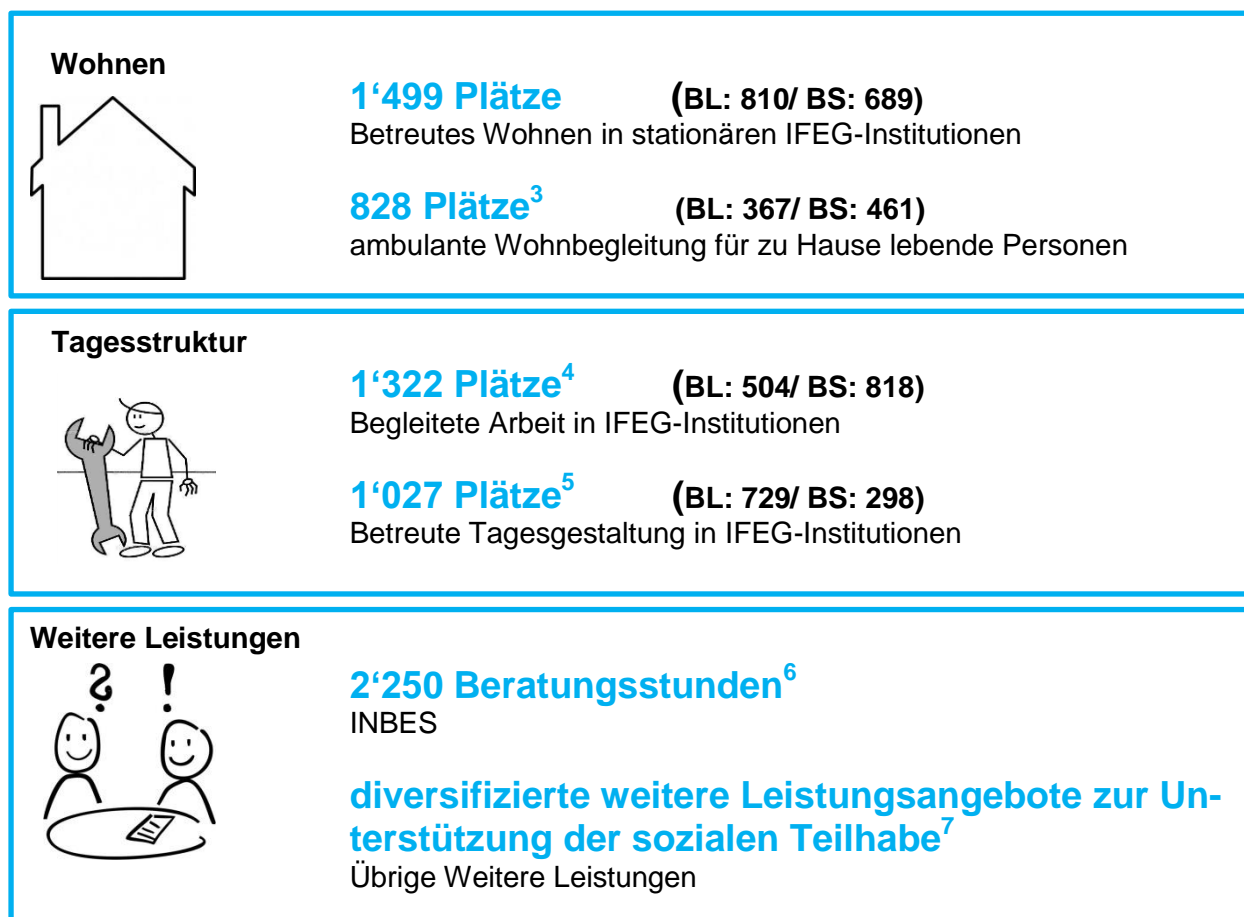 Wohnen
1‘499 Plätze (BL: 810/ BS: 689)
Betreutes Wohnen in stationären IFEG-Institutionen
828 Plätze³ (BL: 367/ BS: 461)
ambulante Wohnbegleitung für zu Hause lebende Personen
Tagesstruktur
1‘322 Plätze⁴ (BL: 504/ BS: 818)
Begleitete Arbeit in IFEG-Institutionen
1‘027 Plätze⁵ (BL: 729/ BS: 298)
Betreute Tagesgestaltung in IFEG-Institutionen
Weitere Leistungen
? !
2‘250 Beratungsstunden⁶
INBES
diversifizierte weitere Leistungsangebote zur Un-
terstützung der sozialen Teilhabe⁷
Übrige Weitere Leistungen